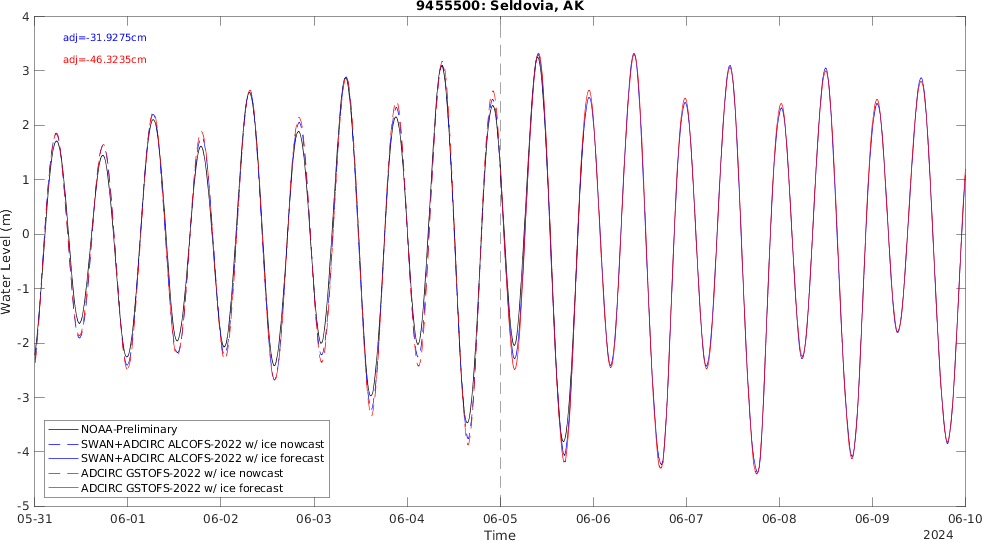 9455500: Seldovia, AK
adj=-31.9275cm
adj=-46.3235cm
4
3
2
1
0
-1
-2
-3
-4
-5
Water Level (m)
NOAA-Preliminary
SWAN+ADCIRC ALCOFS-2022 w/ ice nowcast
SWAN+ADCIRC ALCOFS-2022 w/ ice forecast
ADCIRC GSTOFS-2022 w/ ice nowcast
ADCIRC GSTOFS-2022 w/ ice forecast
05-31 06-01 06-02 06-03 06-04 06-05 06-06 06-07 06-08 06-09 06-10
Time
2024